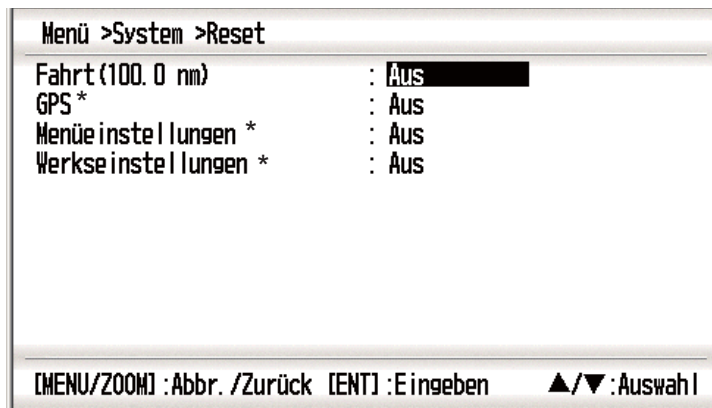 Menü >System >Reset
Fahrt(100.0 nm) : Aus
GPS* : Aus
Menüeinstellungen * : Aus
Werkseinstellungen * : Aus
[MENU/ZOOM]:Abbr./Zurück [ENT]:Eingeben ▲/▼:Auswahl